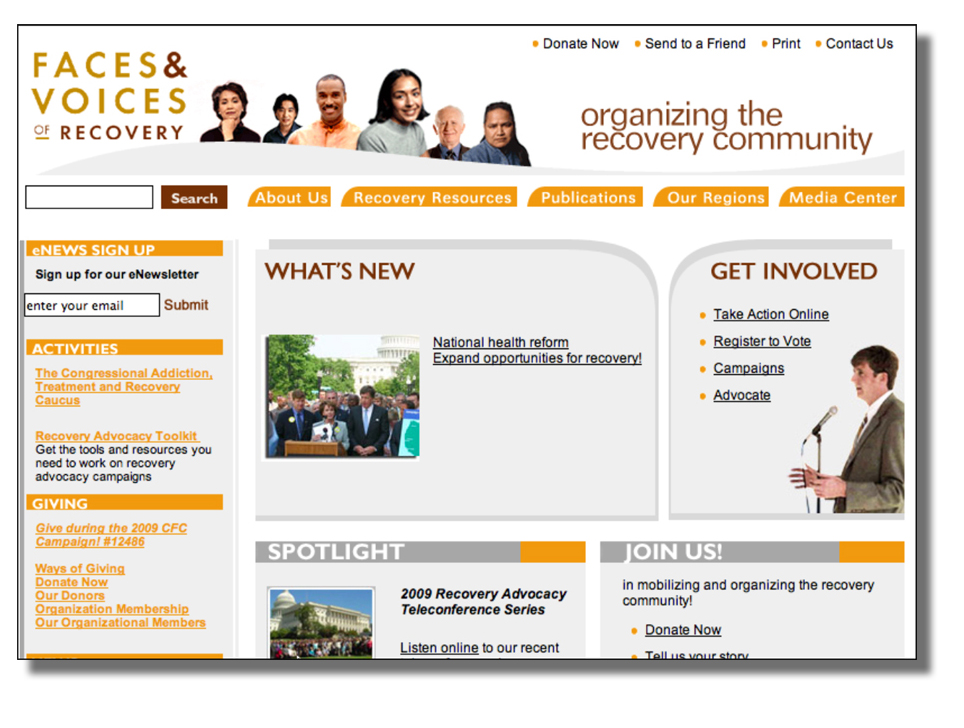 Donate Now
Send to a Friend
Print
Contact Us
FACES&
VOICES
OF RECOVERY
organizing the
recovery community
Search
About Us
Recovery Resources
Publications
Our Regions
Media Center
eNEWS SIGN UP
Sign up for our eNewsletter
enter your email
Submit
ACTIVITIES
The Congressional Addiction,
Treatment and Recovery
Caucus
Recovery Advocacy Toolkit
Get the tools and resources you
need to work on recovery
advocacy campaigns
GIVING
Give during the 2009 CFC
Campaign! #12486
Ways of Giving
Donate Now
Our Donors
Organization Membership
Our Organizational Members
WHAT'S NEW
National health reform
Expand opportunities for recovery!
GET INVOLVED
Take Action Online
Register to Vote
Campaigns
Advocate
SPOTLIGHT
2009 Recovery Advocacy
Teleconference Series
Listen online to our recent
JOIN US!
in mobilizing and organizing the recovery
community!
Donate Now
Tell us your story